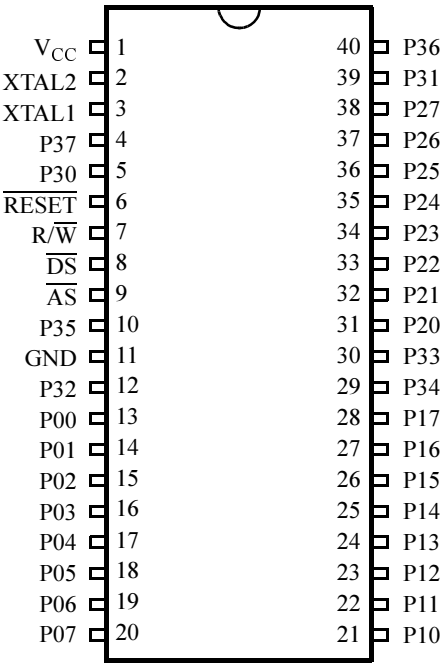 V_CC 1 40 P36
XTAL2 2 39 P31
XTAL1 3 38 P27
P37 4 37 P26
P30 5 36 P25
R̅E̅S̅E̅T̅ 6 35 P24
R/W̅ 7 34 P23
D̅S̅ 8 33 P22
A̅S̅ 9 32 P21
P35 10 31 P20
GND 11 30 P33
P32 12 29 P34
P00 13 28 P17
P01 14 27 P16
P02 15 26 P15
P03 16 25 P14
P04 17 24 P13
P05 18 23 P12
P06 19 22 P11
P07 20 21 P10